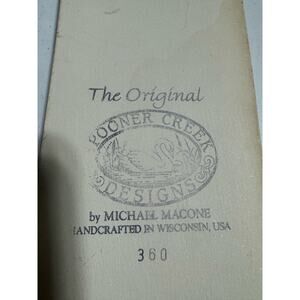 The Original
POONER CREEK
DESIGNS
by MICHAEL MACONE
HANDCRAFTED IN WISCONSIN, USA
360